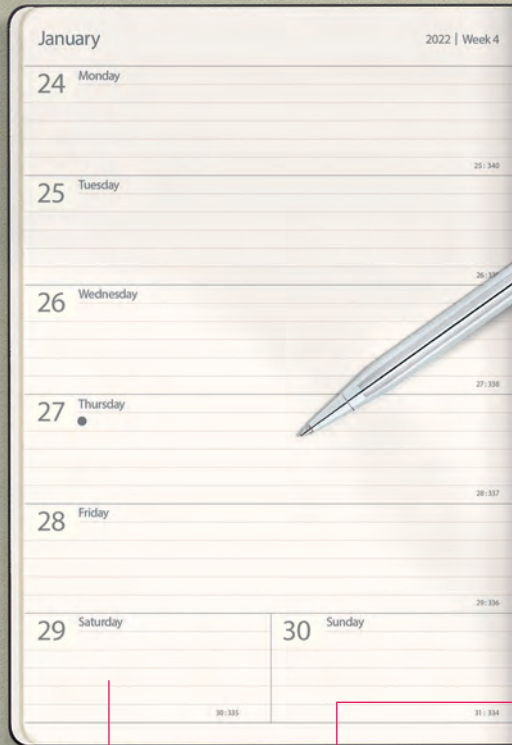 January
2022 | Week 4
24 Monday
25:340
25 Tuesday
26 Wednesday
27:338
27 Thursday
28:337
28 Friday
29:336
29 Saturday
30:335
30 Sunday
31:334